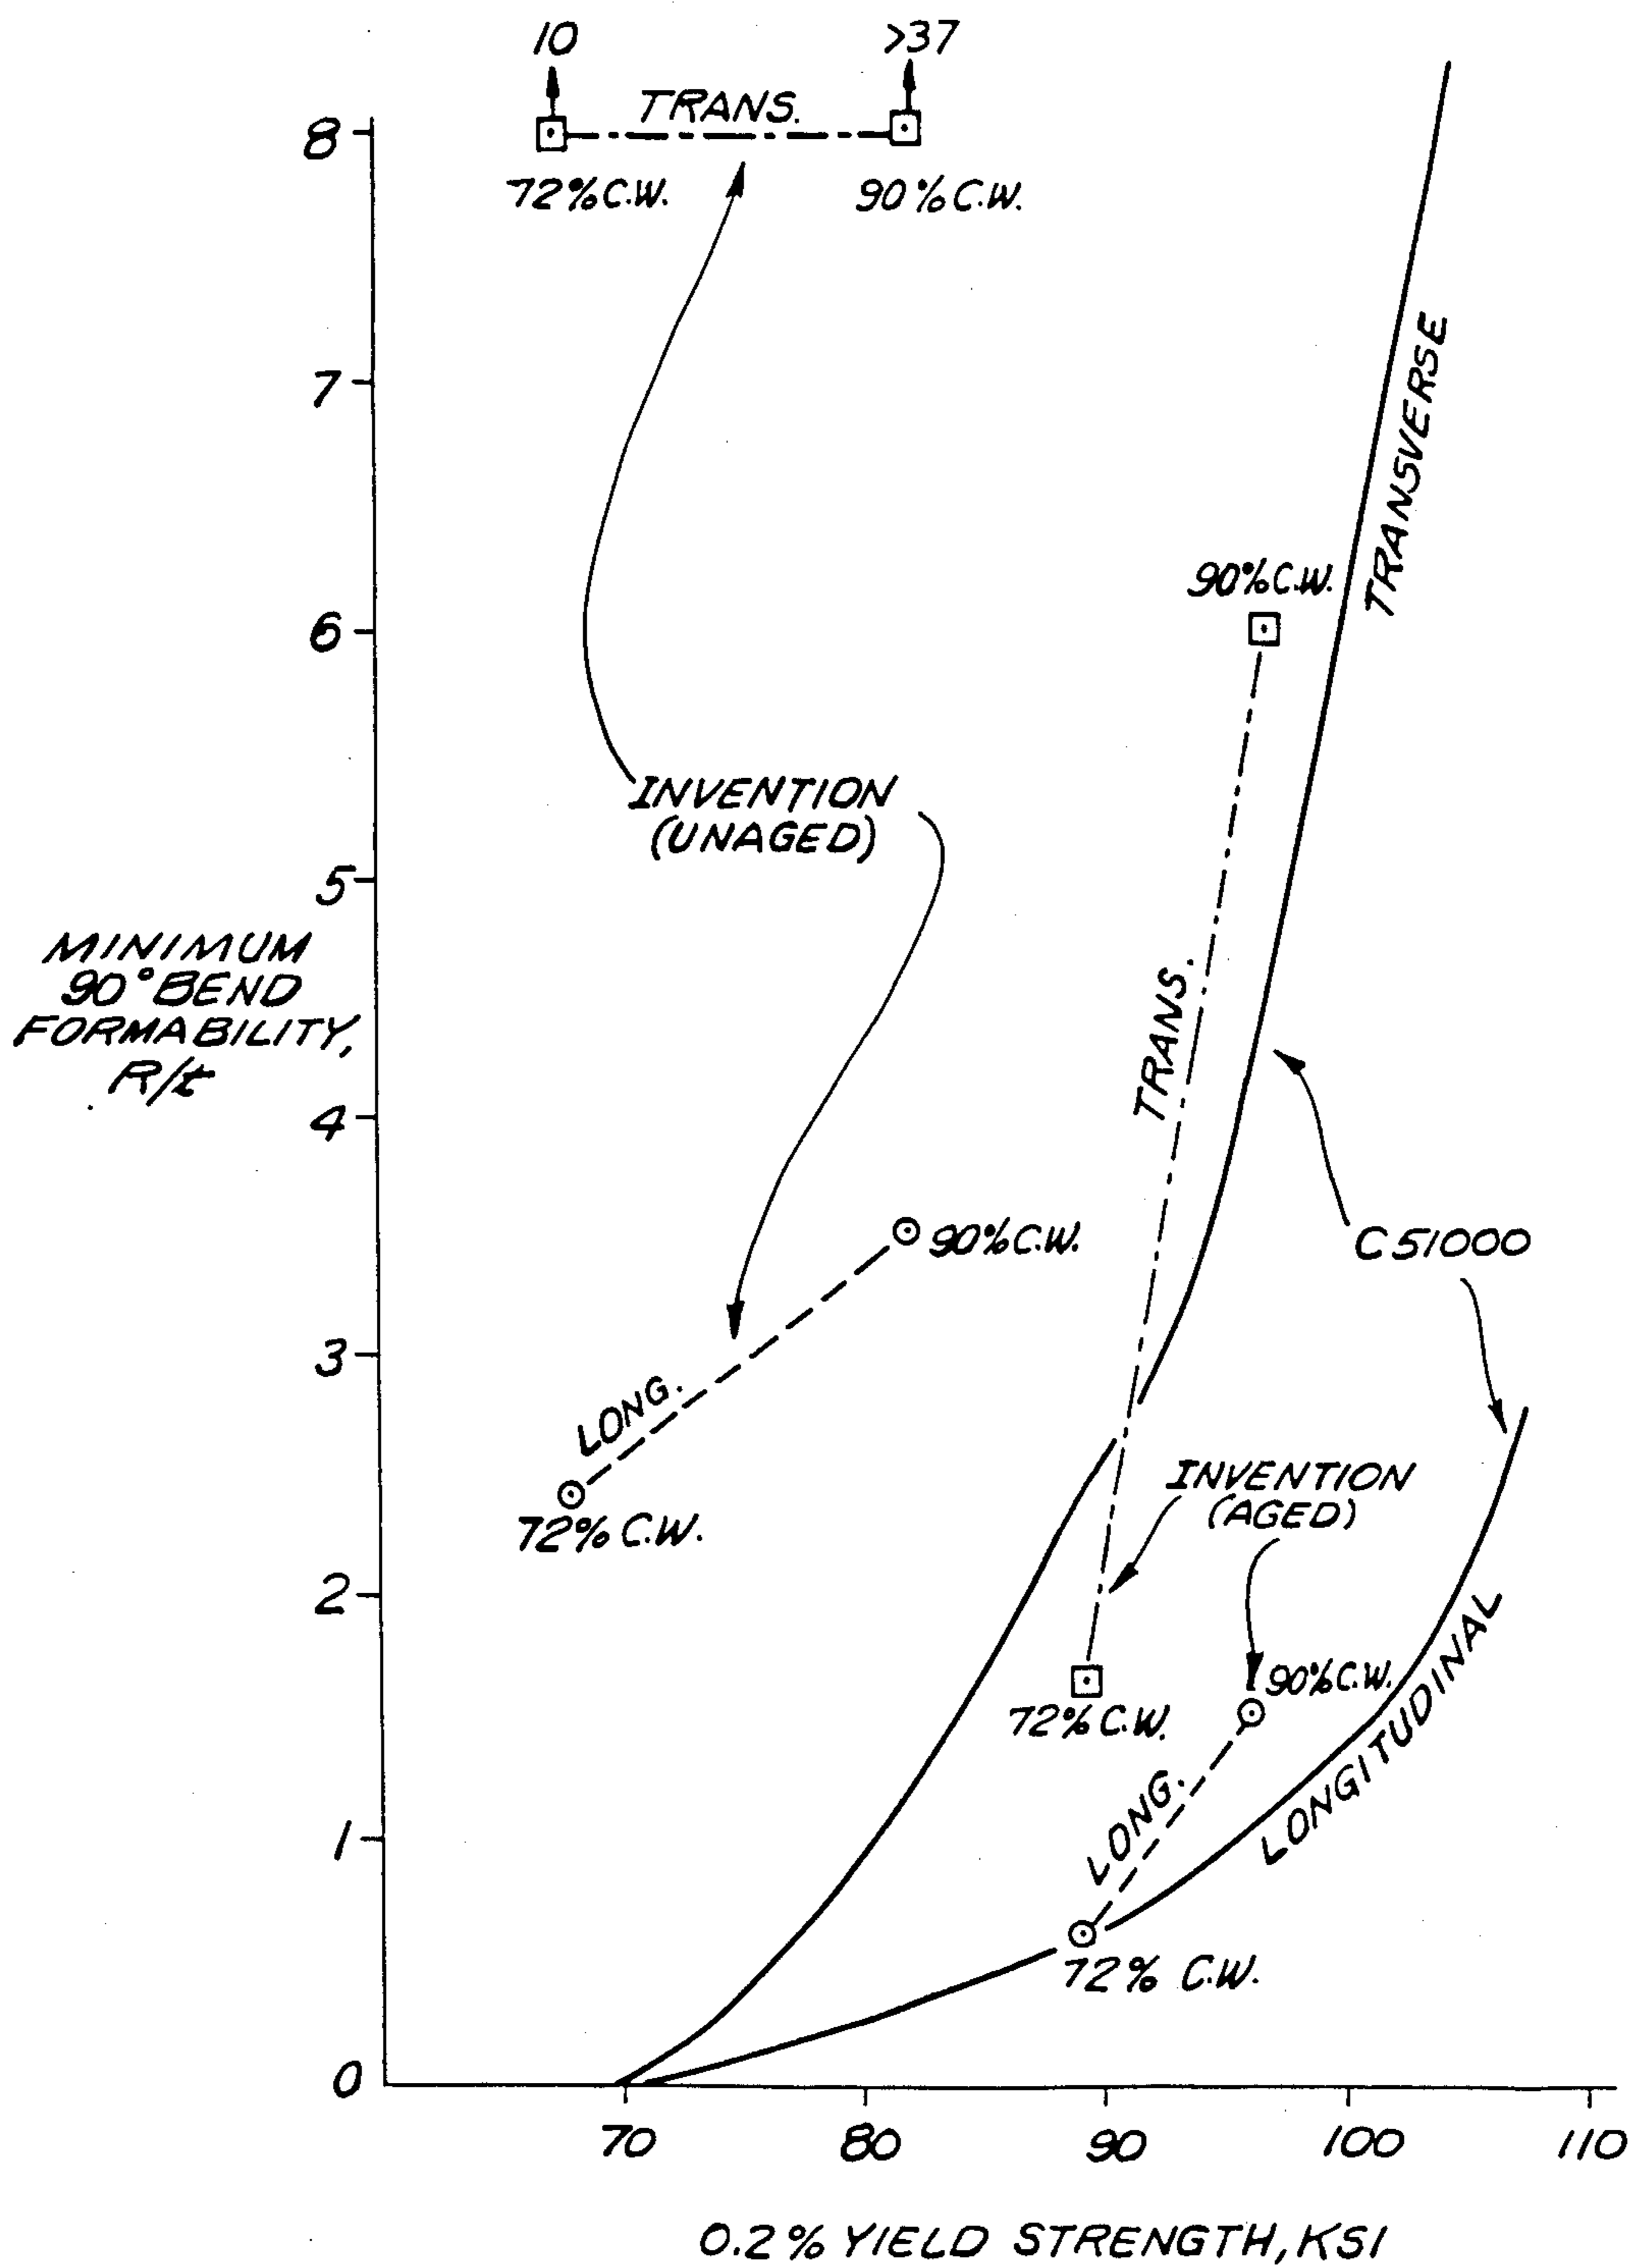 10
>37
TRANS.
8
72% C.W.
90% C.W.
7
TRANSVERSE
90% C.W.
6
INVENTION
(UNAGED)
5
MINIMUM
90° BEND
FORMABILITY,
R/t
TRANS.
4
90% C.W.
C51000
3
LONG.
72% C.W.
INVENTION
(AGED)
2
90% C.W.
72% C.W.
LONG.
LONGITUDINAL
1
72% C.W.
0
70
80
90
100
110
0.2% YIELD STRENGTH, KSI